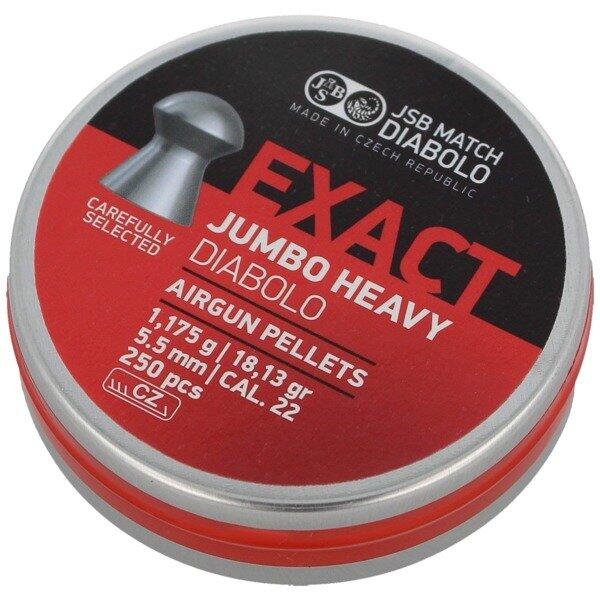 JSB
JSB MATCH
DIABOLO
MADE IN CZECH REPUBLIC
EXACT
JUMBO HEAVY
DIABOLO
CAREFULLY
SELECTED
AIRGUN PELLETS
1,175 g | 18,13 gr
5.5 mm | CAL. 22
250 pcs
CZ